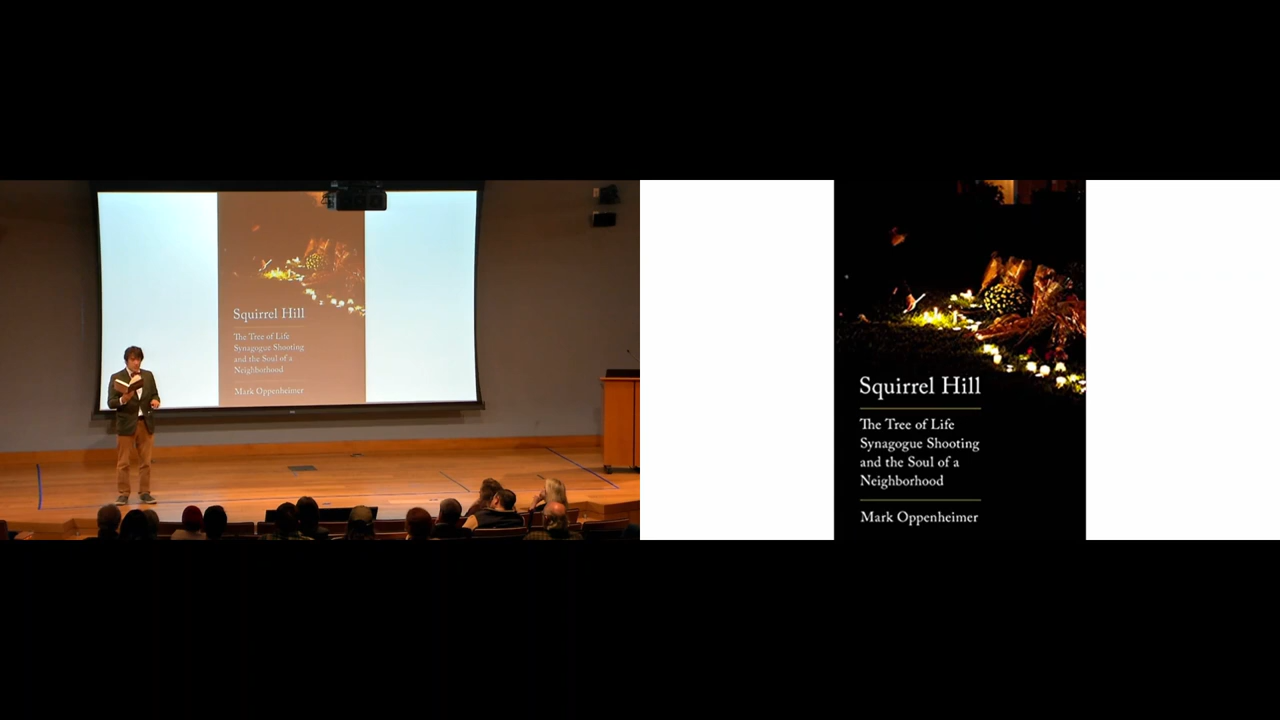 Squirrel Hill
The Tree of Life
Synagogue Shooting
and the Soul of a
Neighborhood
Mark Oppenheimer
Squirrel Hill
The Tree of Life
Synagogue Shooting
and the Soul of a
Neighborhood
Mark Oppenheimer